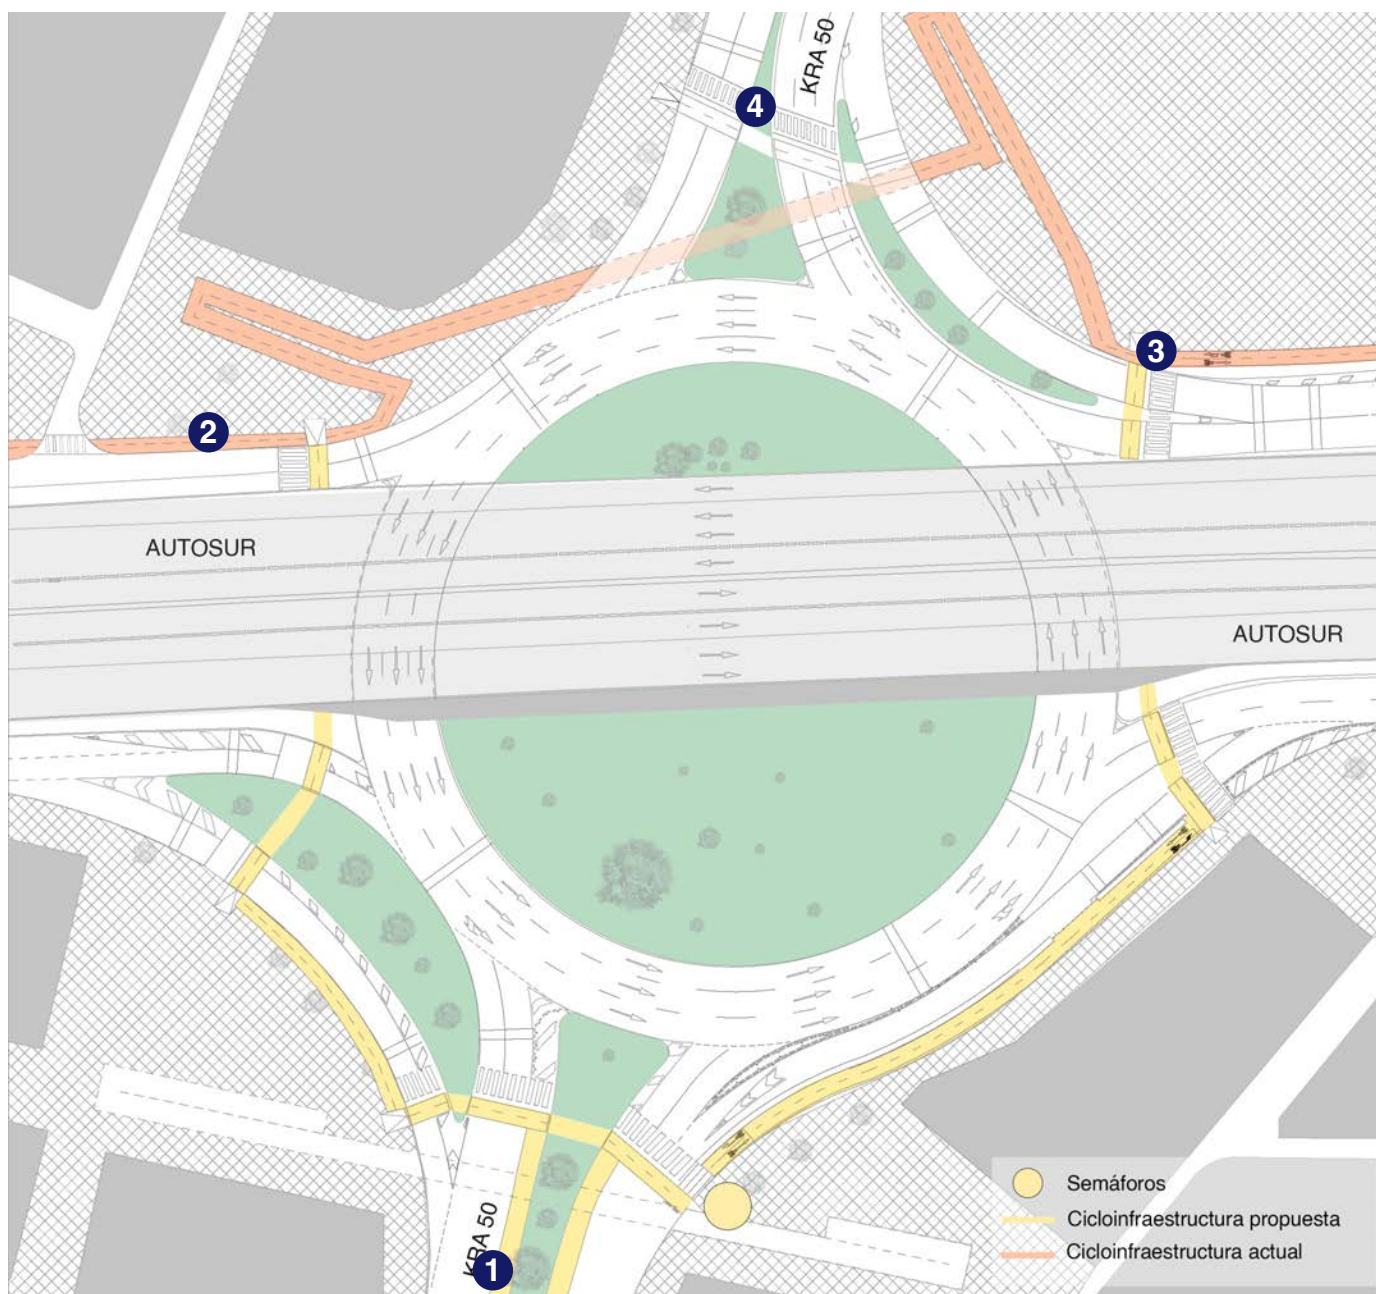 KRA 50
4
3
2
AUTOSUR
AUTOSUR
KRA 50
1
Semáforos
Cicloinfraestructura propuesta
Cicloinfraestructura actual